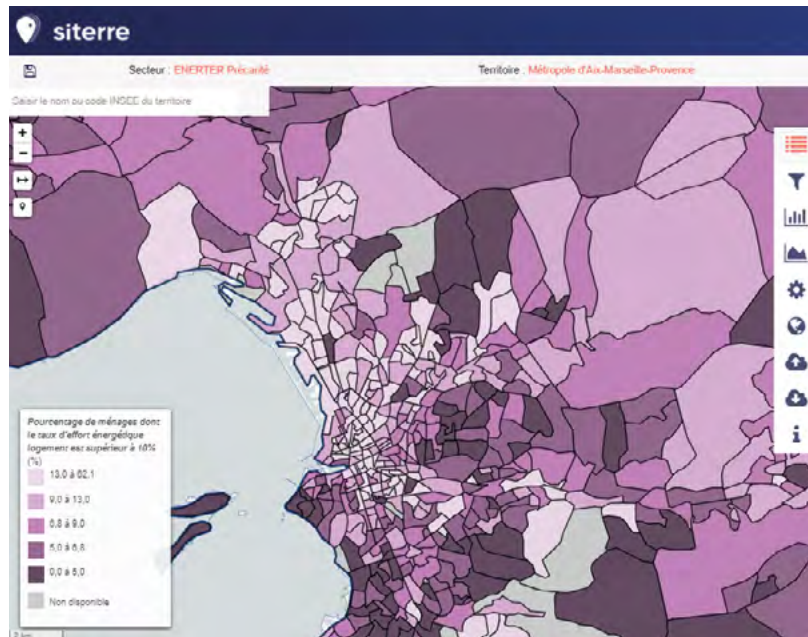 siterre
Secteur : ENERTER Précarité
Territoire : Métropole d'Aix-Marseille-Provence
Saisir le nom ou code INSEE du territoire
+
−
Pourcentage de ménages dont
le taux d'effort énergétique
logement est supérieur à 10%
(%)
13,0 à 62,1
9,0 à 13,0
6,8 à 9,0
5,0 à 6,8
0,0 à 5,0
Non disponible
2 km